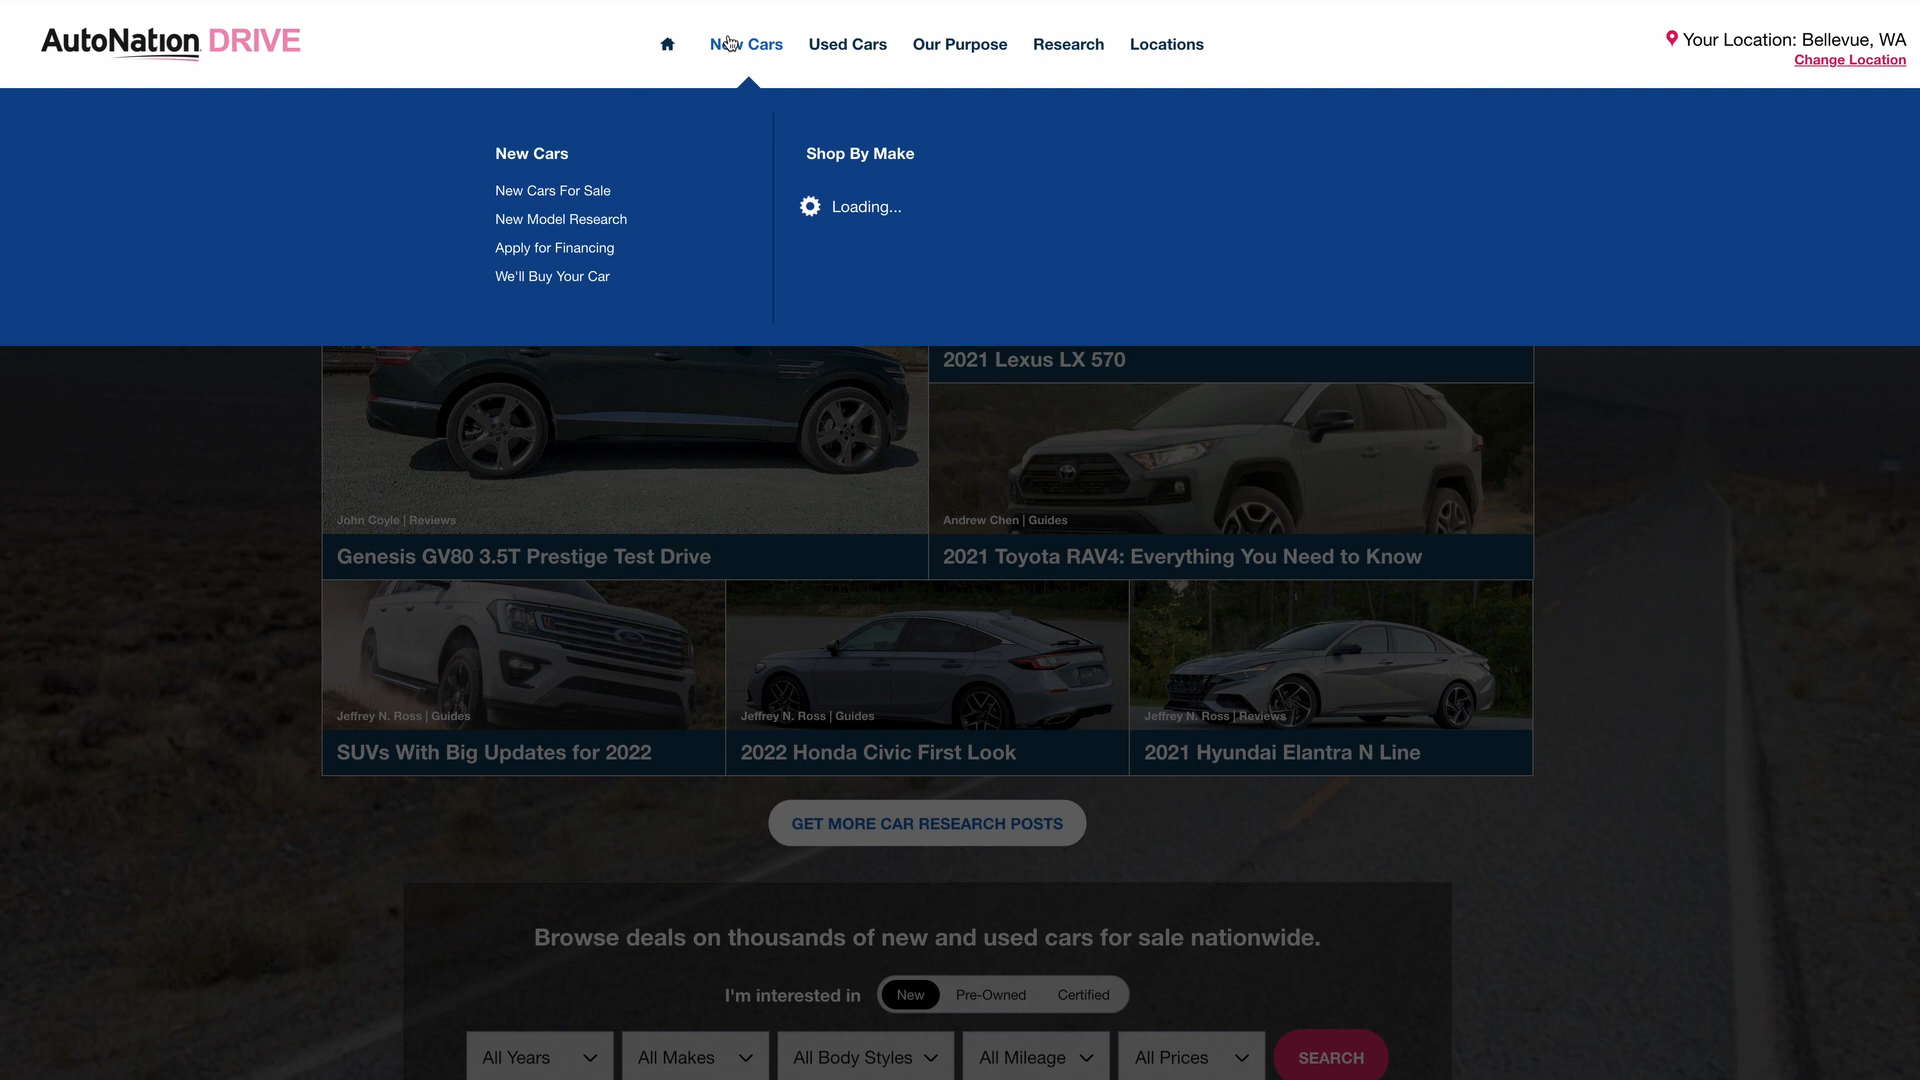 AutoNation DRIVE
New Cars
Used Cars
Our Purpose
Research
Locations
Your Location: Bellevue, WA
Change Location
New Cars
New Cars For Sale
New Model Research
Apply for Financing
We'll Buy Your Car
Shop By Make
Loading...
2021 Lexus LX 570
John Coyle | Reviews
Genesis GV80 3.5T Prestige Test Drive
Andrew Chen | Guides
2021 Toyota RAV4: Everything You Need to Know
Jeffrey N. Ross | Guides
SUVs With Big Updates for 2022
Jeffrey N. Ross | Guides
2022 Honda Civic First Look
Jeffrey N. Ross | Reviews
2021 Hyundai Elantra N Line
GET MORE CAR RESEARCH POSTS
Browse deals on thousands of new and used cars for sale nationwide.
I'm interested in
New
Pre-Owned
Certified
All Years
All Makes
All Body Styles
All Mileage
All Prices
SEARCH